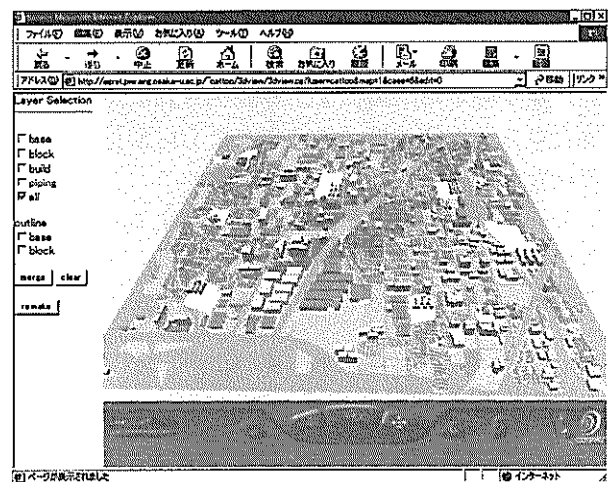 ファイル(F) 編集(E) 表示(V) お気に入り(A) ツール(T) ヘルプ(H)
戻る 進む 中止 更新 ホーム 検索 お気に入り 履歴 メール 印刷 編集
アドレス(D) 移動 リンク »
Layer Selection
base
block
build
piping
all
outline
base
block
merge clear
remake
ページが表示されました インターネット